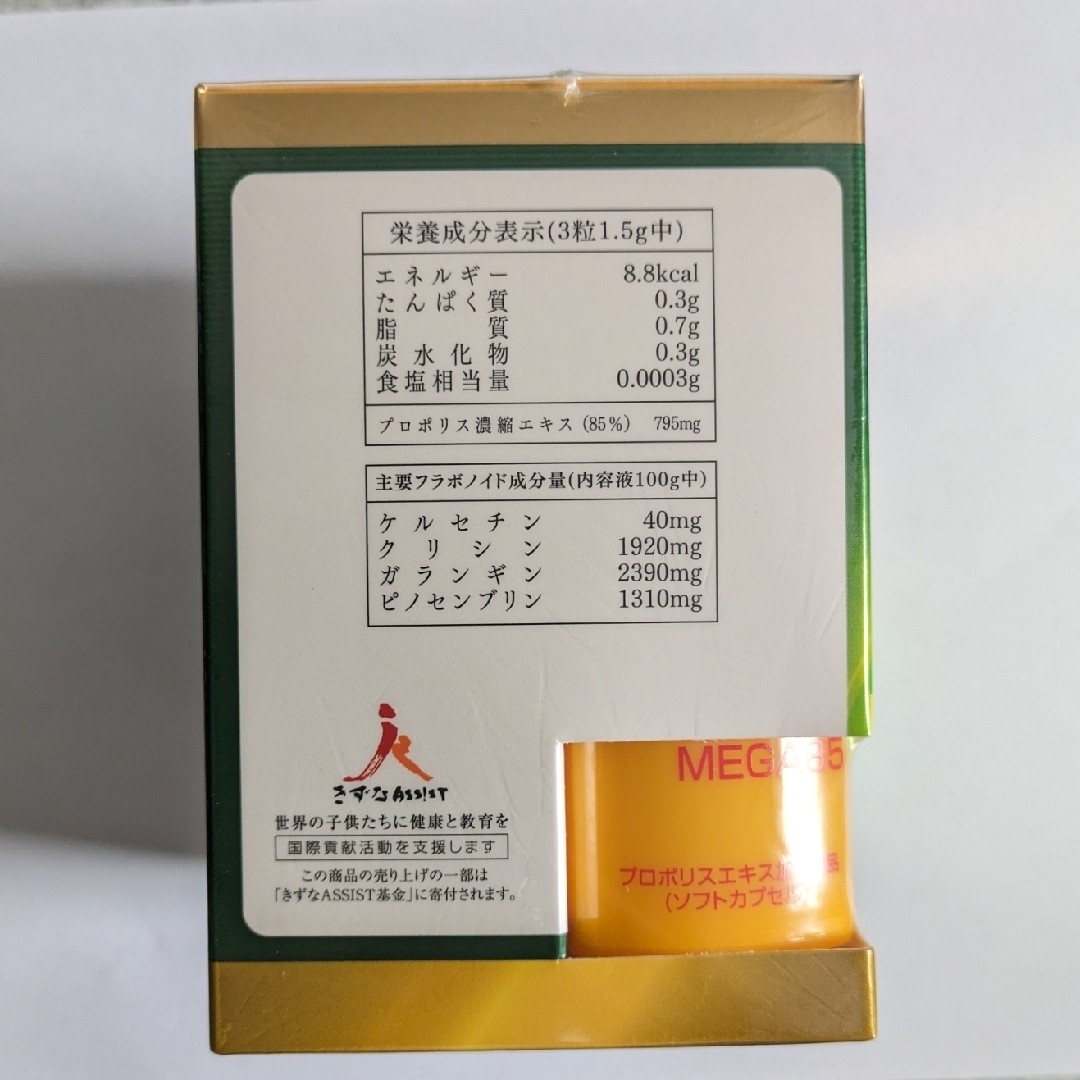 栄養成分表示(3粒1.5g中)
エネルギー 8.8kcal
たんぱく質 0.3g
脂質 0.7g
炭水化物 0.3g
食塩相当量 0.0003g
プロポリス濃縮エキス(85%) 795mg
主要フラボノイド成分量(内容液100g中)
ケルセチン 40mg
クリシン 1920mg
ガランギン 2390mg
ピノセンブリン 1310mg
きずなASSIST
世界の子供たちに健康と教育を
国際貢献活動を支援します
この商品の売り上げの一部は
「きずなASSIST基金」に寄付されます。
MEGA85
プロポリスエキス加 品
(ソフトカプセル